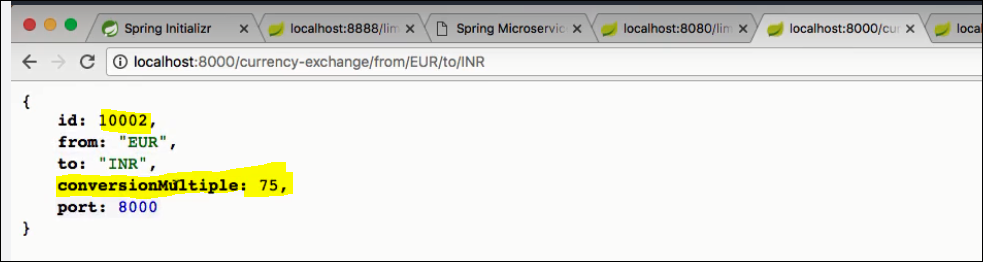 Spring Initializr
localhost:8888/lim
Spring Microservic
localhost:8080/lim
localhost:8000/cur
local
localhost:8000/currency-exchange/from/EUR/to/INR
{
id: 10002,
from: "EUR",
to: "INR",
conversionMultiple: 75,
port: 8000
}